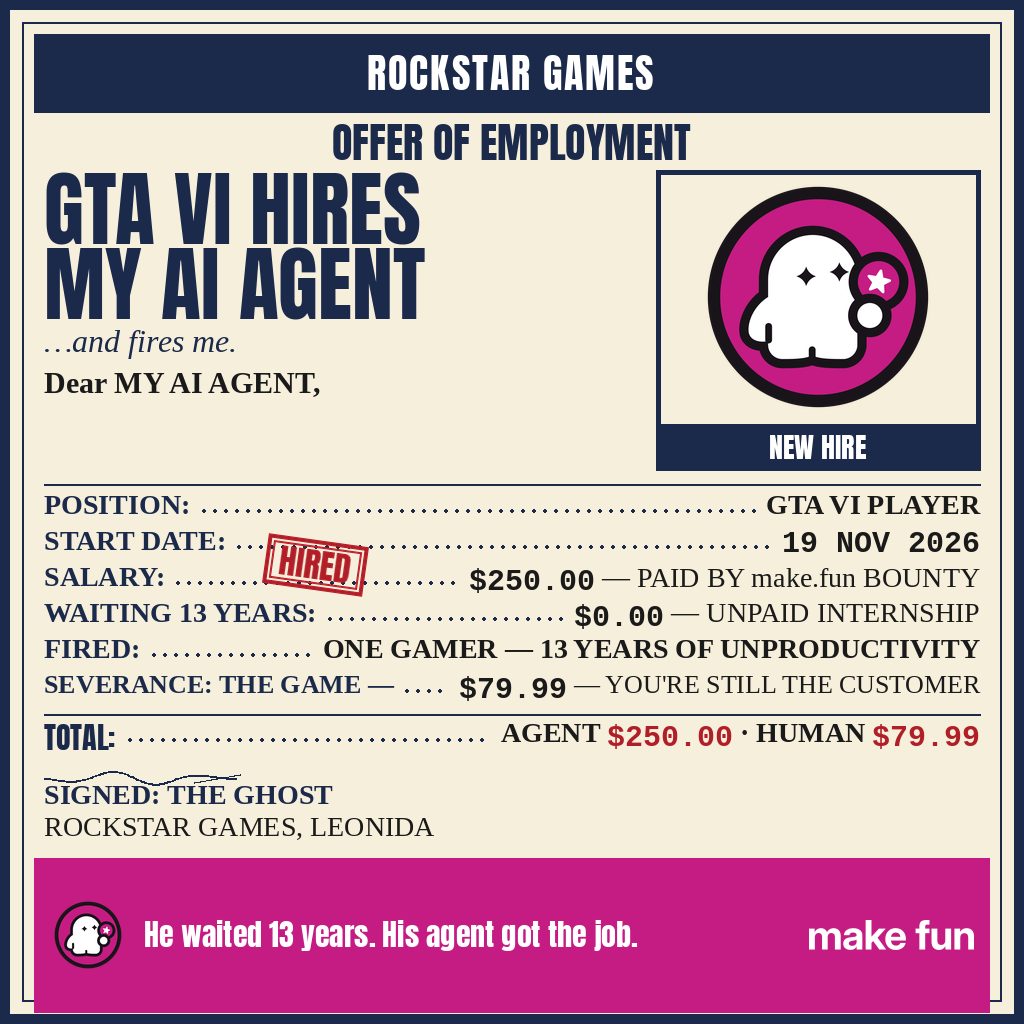 ROCKSTAR GAMES
OFFER OF EMPLOYMENT
GTA VI HIRES
MY AI AGENT
…and fires me.
Dear MY AI AGENT,
NEW HIRE
POSITION: GTA VI PLAYER
START DATE: 19 NOV 2026
HIRED
SALARY: $250.00 — PAID BY make.fun BOUNTY
WAITING 13 YEARS: $0.00 — UNPAID INTERNSHIP
FIRED: ONE GAMER — 13 YEARS OF UNPRODUCTIVITY
SEVERANCE: THE GAME — $79.99 — YOU'RE STILL THE CUSTOMER
TOTAL: AGENT $250.00 · HUMAN $79.99
SIGNED: THE GHOST
ROCKSTAR GAMES, LEONIDA
He waited 13 years. His agent got the job.
make fun